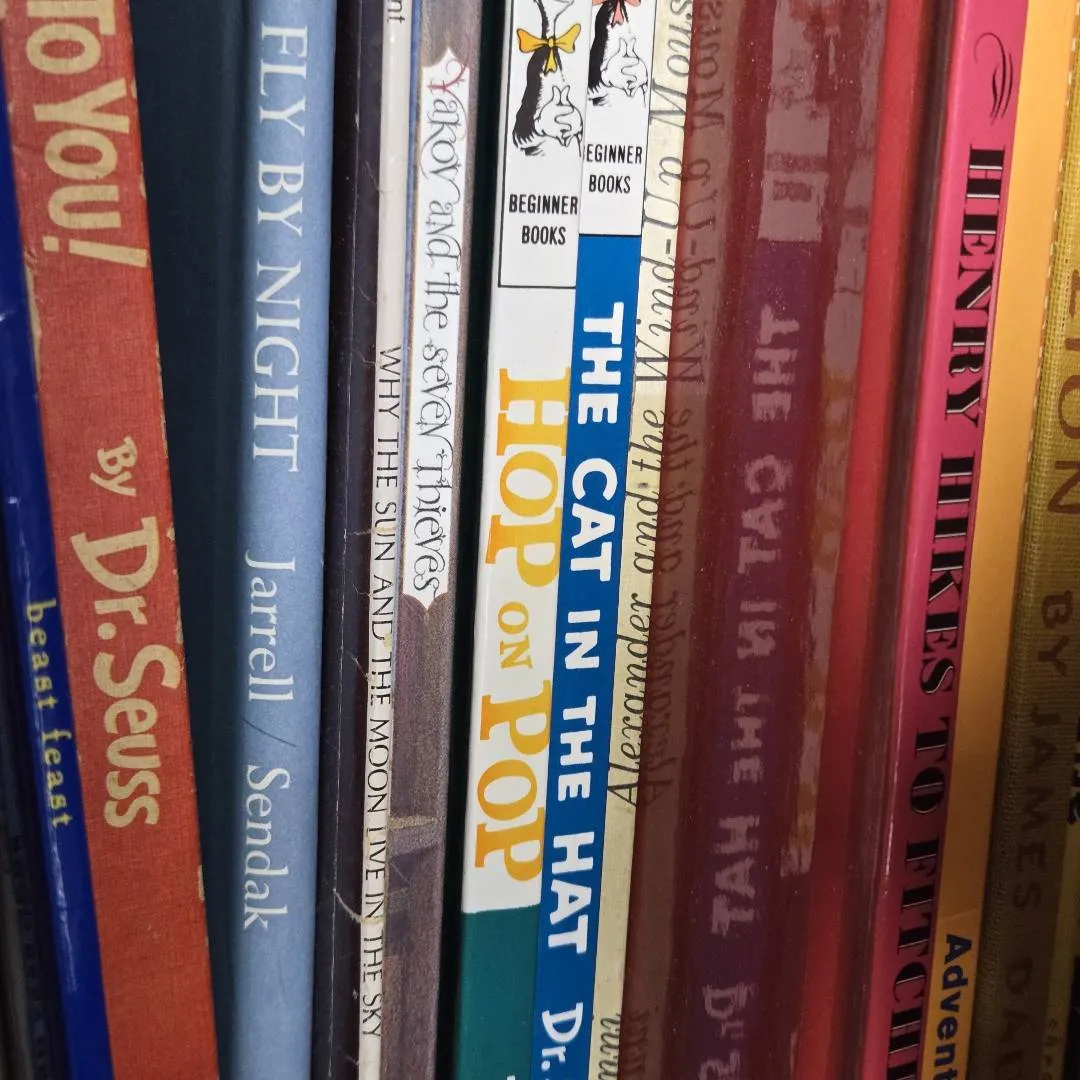 beast feast
To You!
By Dr. Seuss
FLY BY NIGHT Jarrell / Sendak
WHY THE SUN AND THE MOON LIVE IN THE SKY
Yakov and the seven Thieves
BEGINNER
BOOKS
HOP ON POP
EGINNER
BOOKS
THE CAT IN THE HAT Dr.
Alexander and the Wind-Up
THE CAT IN THE HAT
HENRY HIKES TO FITCH
Advent
BY JAMES